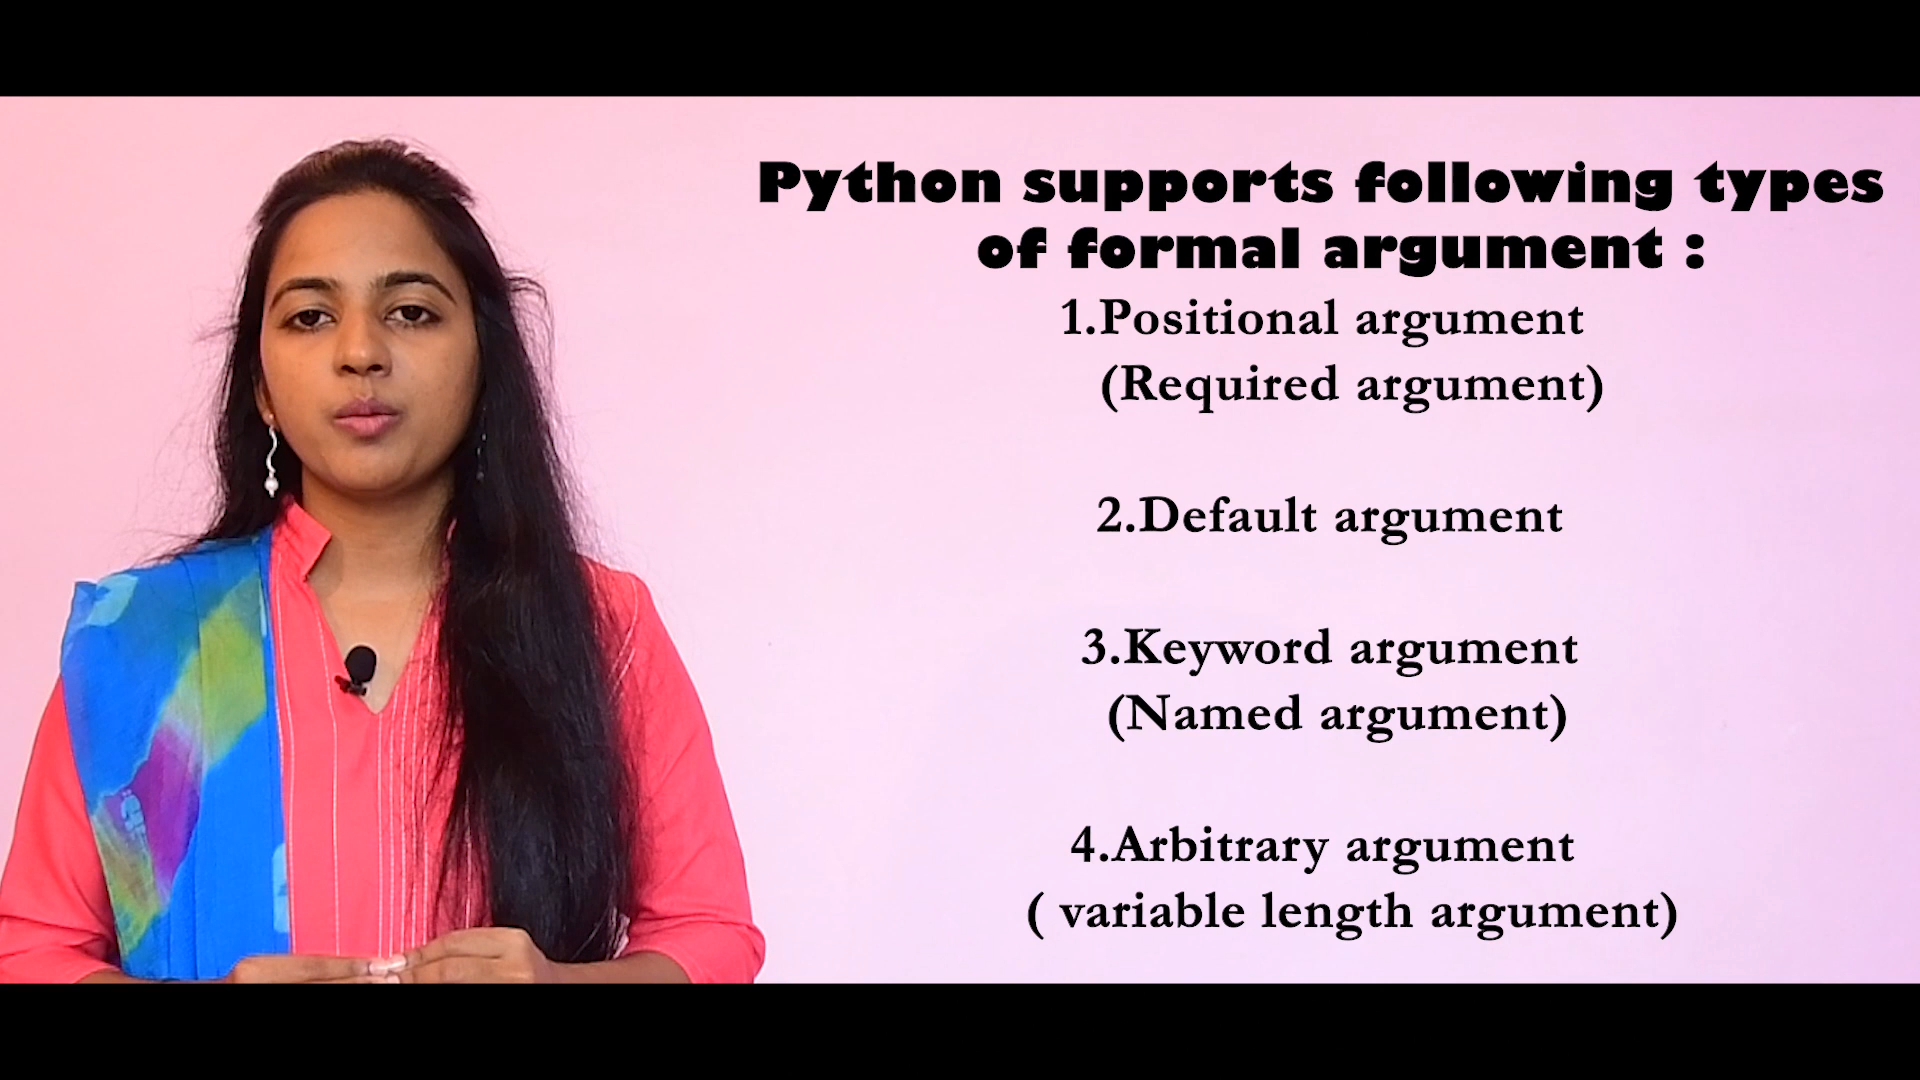 Python supports following types
of formal argument :
1.Positional argument
(Required argument)
2.Default argument
3.Keyword argument
(Named argument)
4.Arbitrary argument
( variable length argument)